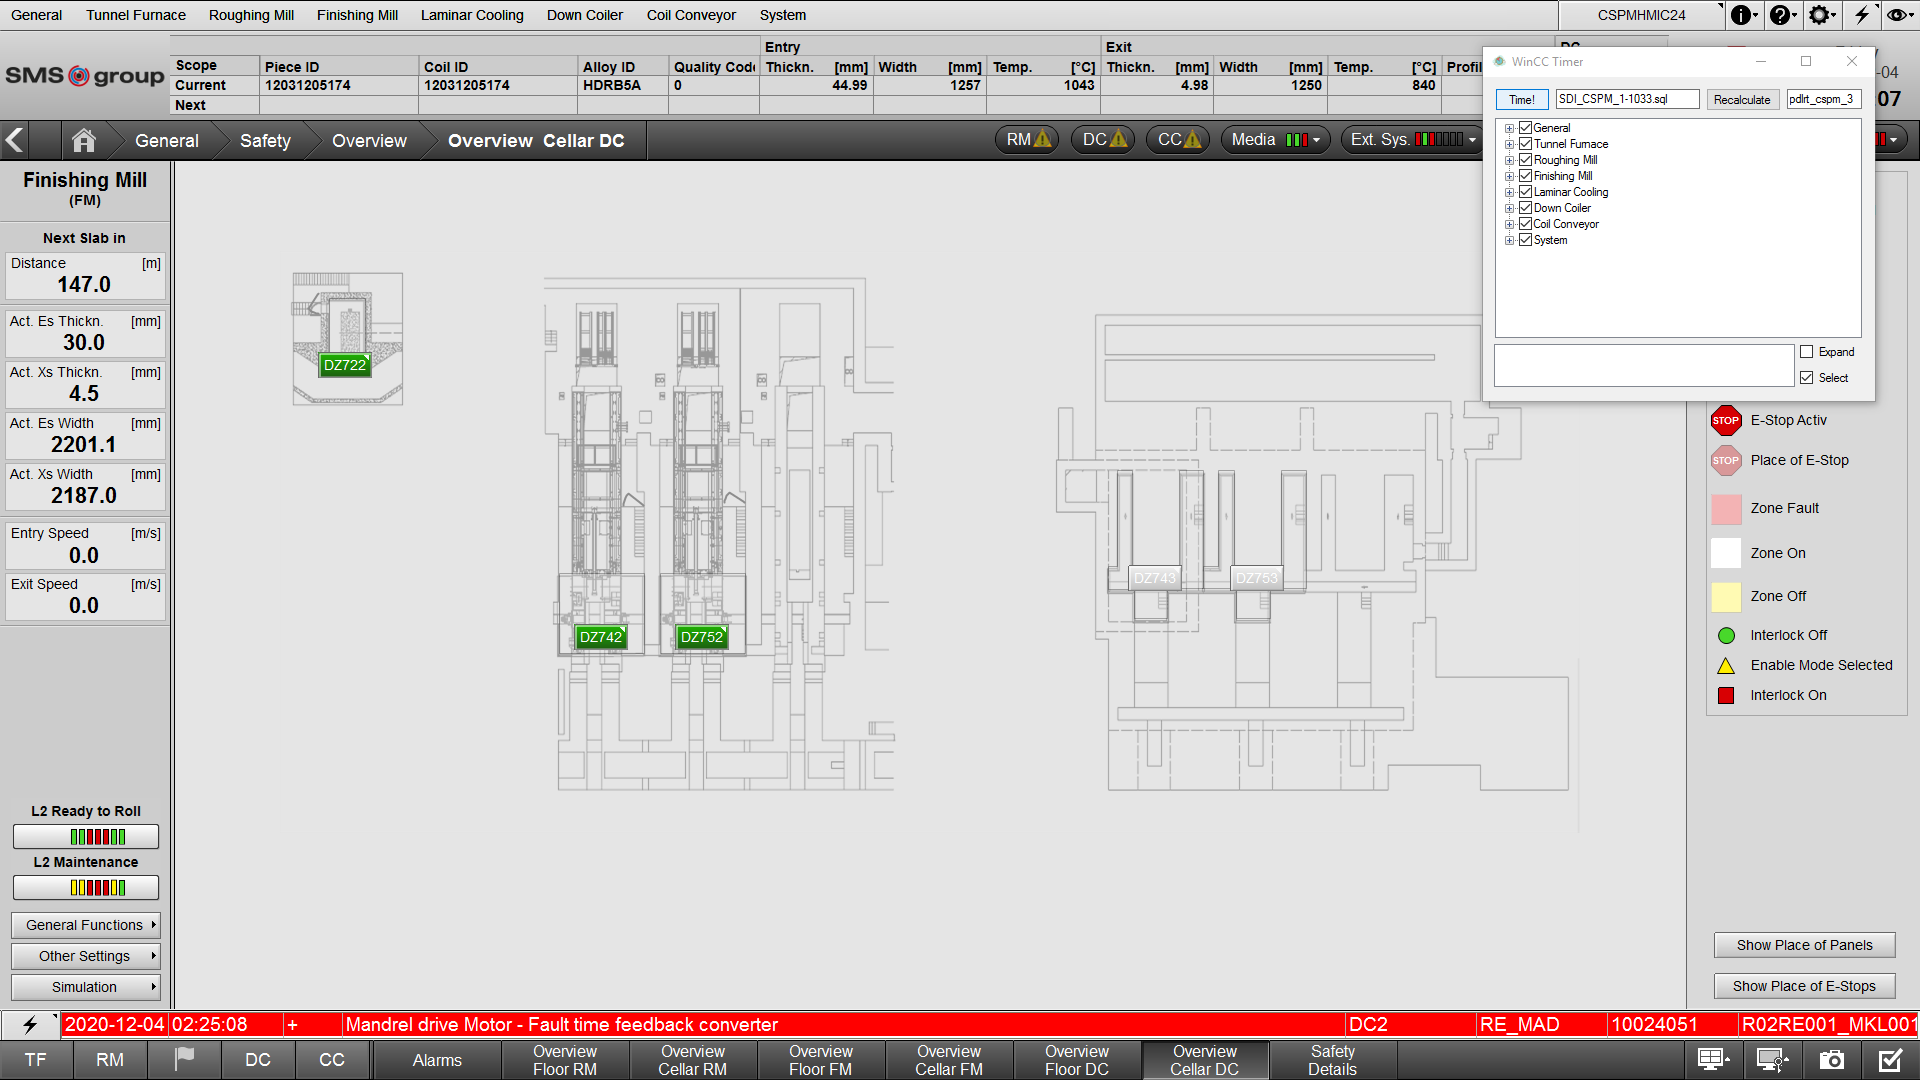 General Tunnel Furnace Roughing Mill Finishing Mill Laminar Cooling Down Coiler Coil Conveyor System CSPMHMIC24
SMS group
Entry Exit
Scope Piece ID Coil ID Alloy ID Quality Code Thickn. [mm] Width [mm] Temp. [°C] Thickn. [mm] Width [mm] Temp. [°C]
Current 12031205174 12031205174 HDRB5A 0 44.99 1257 1043 4.98 1250 840
Next
-04
07
WinCC Timer
Time! SDI_CSPM_1-1033.sql Recalculate pdlrt_cspm_3
General
Tunnel Furnace
Roughing Mill
Finishing Mill
Laminar Cooling
Down Coiler
Coil Conveyor
System
Expand
Select
General Safety Overview Overview Cellar DC RM DC CC Media Ext. Sys.
Finishing Mill
(FM)
Next Slab in
Distance [m]
147.0
Act. Es Thickn. [mm]
30.0
Act. Xs Thickn. [mm]
4.5
Act. Es Width [mm]
2201.1
Act. Xs Width [mm]
2187.0
Entry Speed [m/s]
0.0
Exit Speed [m/s]
0.0
L2 Ready to Roll
L2 Maintenance
General Functions
Other Settings
Simulation
DZ722
DZ742
DZ752
DZ743
DZ753
STOP E-Stop Activ
STOP Place of E-Stop
Zone Fault
Zone On
Zone Off
Interlock Off
Enable Mode Selected
Interlock On
Show Place of Panels
Show Place of E-Stops
2020-12-04 02:25:08 + Mandrel drive Motor - Fault time feedback converter DC2 RE_MAD 10024051 R02RE001_MKL001
TF RM DC CC Alarms
Overview Floor RM
Overview Cellar RM
Overview Floor FM
Overview Cellar FM
Overview Floor DC
Overview Cellar DC
Safety Details